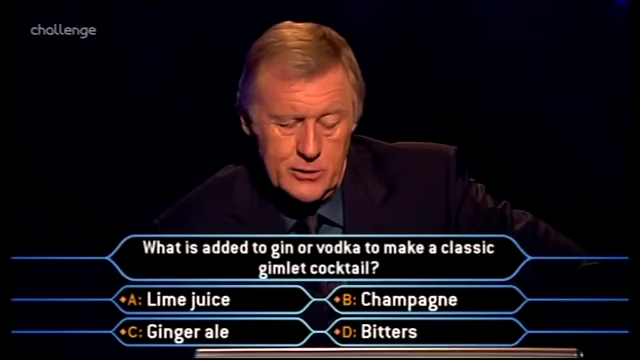 challenge
What is added to gin or vodka to make a classic
gimlet cocktail?
A: Lime juice
B: Champagne
C: Ginger ale
D: Bitters